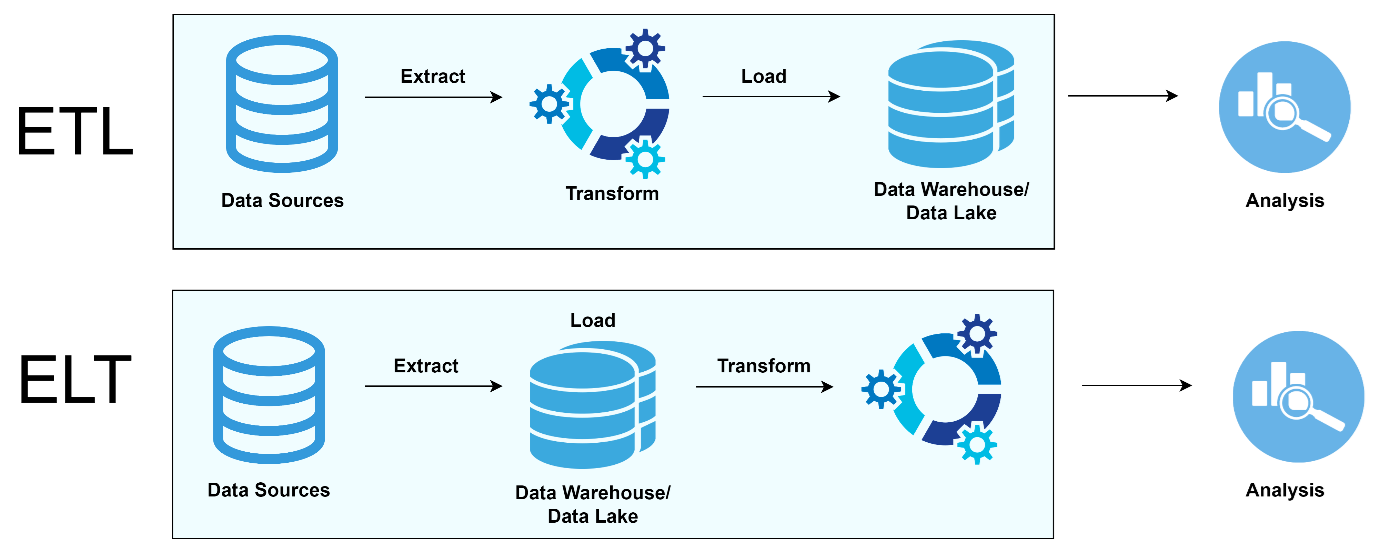 ETL
Extract
Load
Data Sources
Transform
Data Warehouse/
Data Lake
Analysis
ELT
Load
Extract
Transform
Data Sources
Data Warehouse/
Data Lake
Analysis